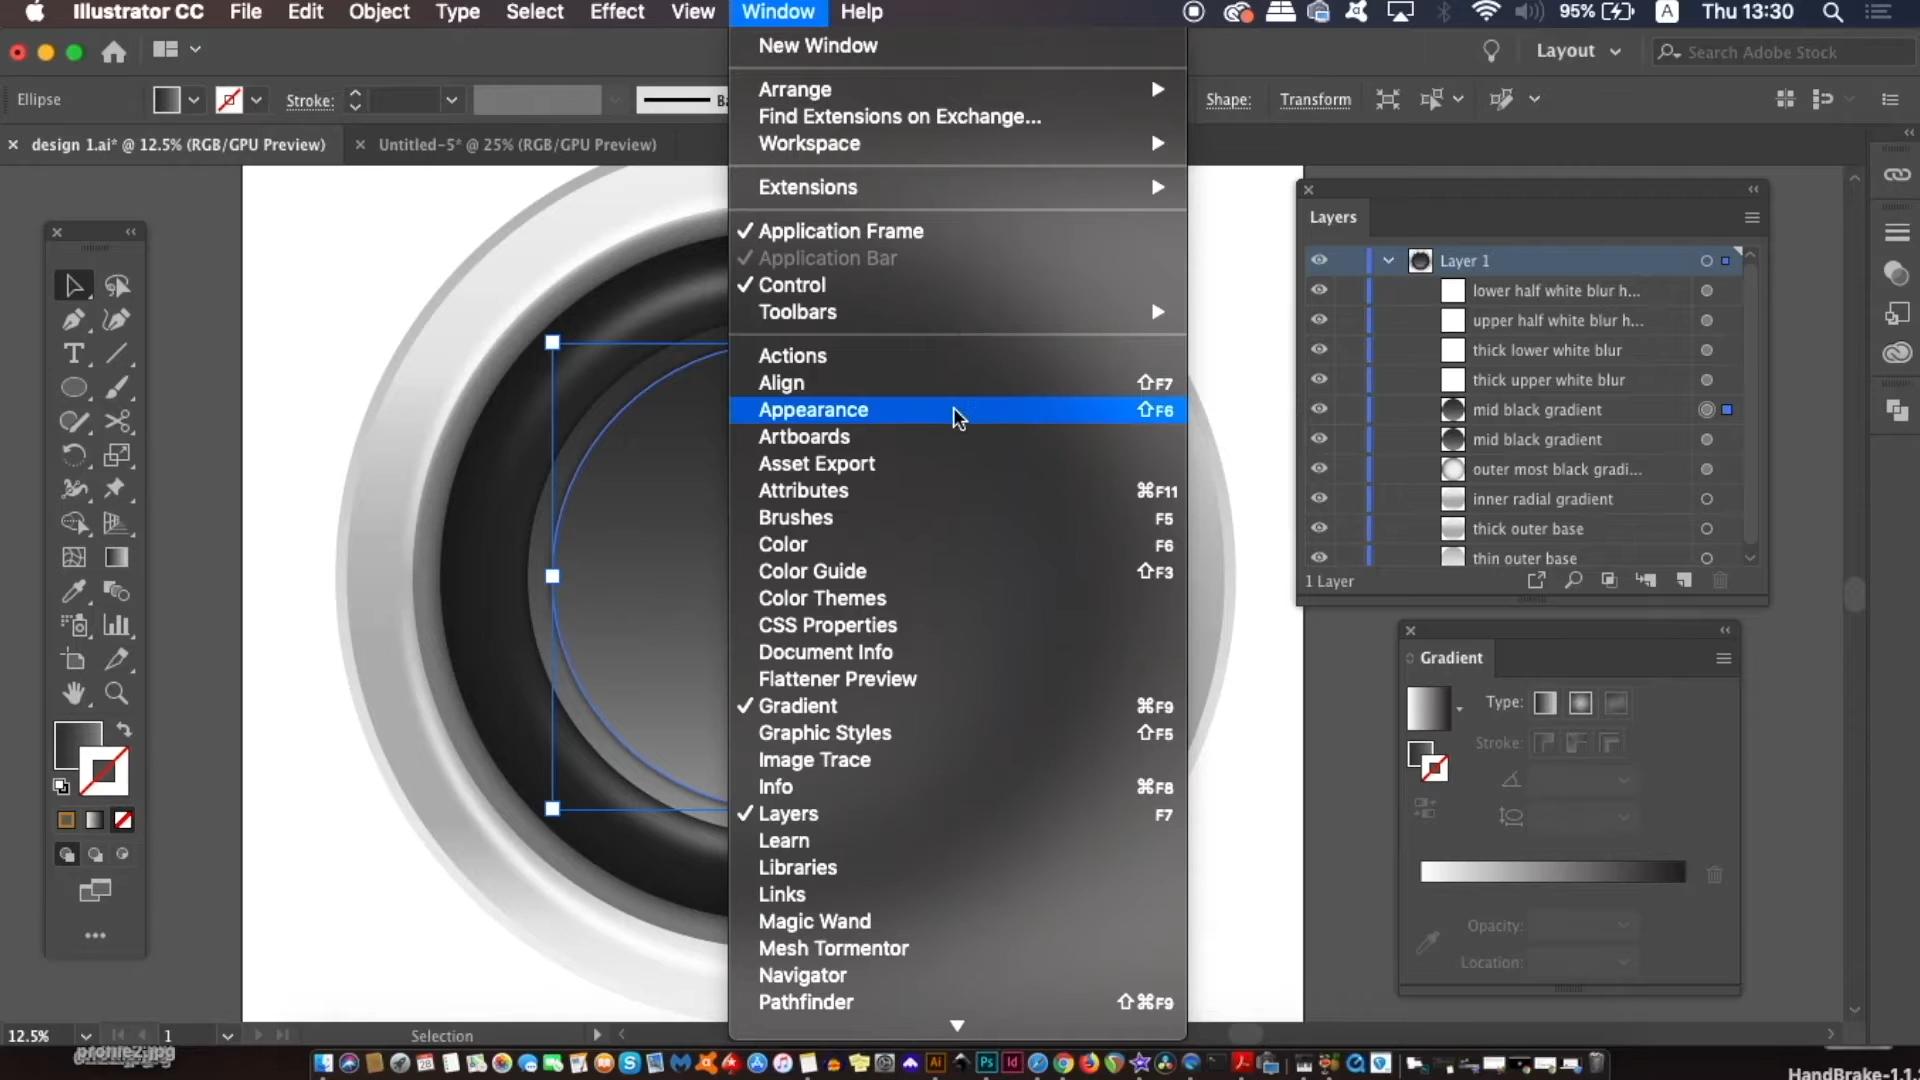 Illustrator CC File Edit Object Type Select Effect View Window Help 95% A Thu 13:30
Layout Search Adobe Stock
Ellipse Stroke: Shape: Transform
design 1.ai* @ 12.5% (RGB/GPU Preview) Untitled-5* @ 25% (RGB/GPU Preview)
New Window
Arrange
Find Extensions on Exchange...
Workspace
Extensions
Application Frame
Application Bar
Control
Toolbars
Actions
Align ⇧F7
Appearance ⇧F6
Artboards
Asset Export
Attributes ⌘F11
Brushes F5
Color F6
Color Guide ⇧F3
Color Themes
CSS Properties
Document Info
Flattener Preview
Gradient ⌘F9
Graphic Styles ⇧F5
Image Trace
Info ⌘F8
Layers F7
Learn
Libraries
Links
Magic Wand
Mesh Tormentor
Navigator
Pathfinder ⇧⌘F9
Layers
Layer 1
lower half white blur h...
upper half white blur h...
thick lower white blur
thick upper white blur
mid black gradient
mid black gradient
outer most black gradi...
inner radial gradient
thick outer base
thin outer base
1 Layer
Gradient
Type:
Stroke:
Opacity:
Location:
12.5% 1 Selection
HandBrake-1.1.